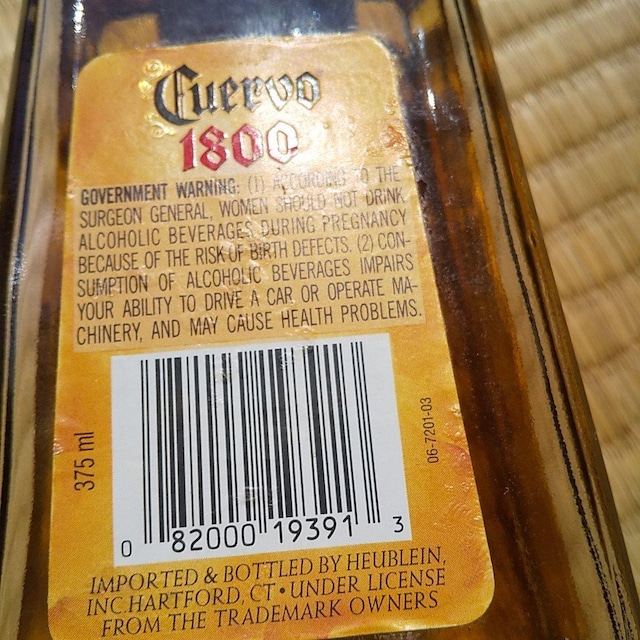 Cuervo
1800
GOVERNMENT WARNING: (1) ACCORDING TO THE
SURGEON GENERAL, WOMEN SHOULD NOT DRINK
ALCOHOLIC BEVERAGES DURING PREGNANCY
BECAUSE OF THE RISK OF BIRTH DEFECTS. (2) CON-
SUMPTION OF ALCOHOLIC BEVERAGES IMPAIRS
YOUR ABILITY TO DRIVE A CAR OR OPERATE MA-
CHINERY, AND MAY CAUSE HEALTH PROBLEMS.
375 ml
06-7201-03
0 82000 19391 3
IMPORTED & BOTTLED BY HEUBLEIN,
INC HARTFORD, CT • UNDER LICENSE
FROM THE TRADEMARK OWNERS